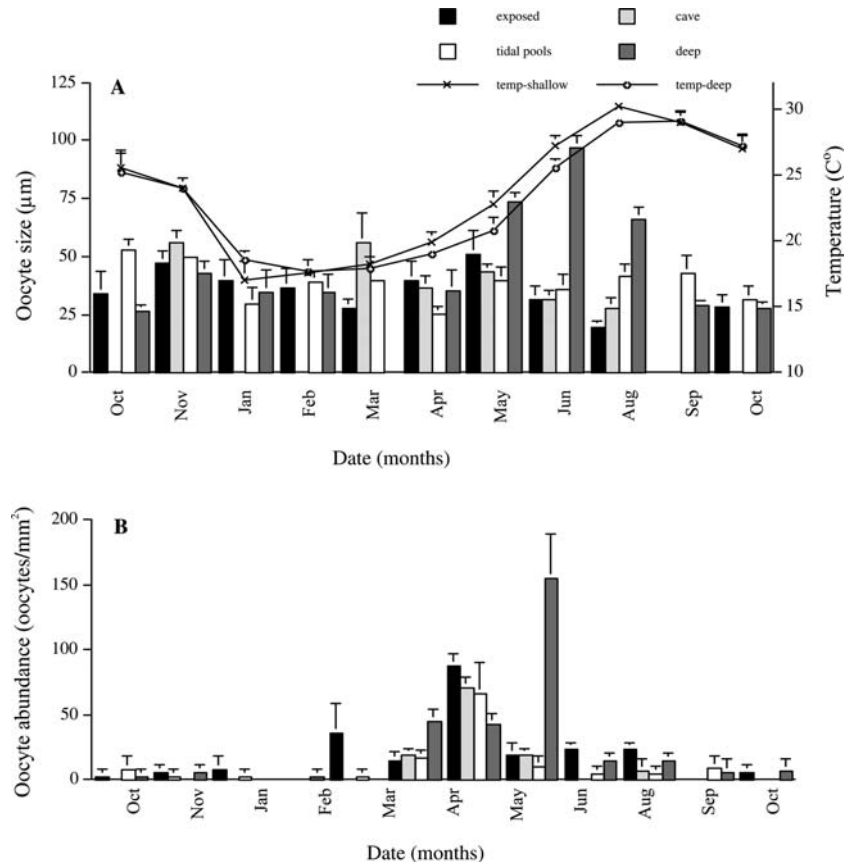 exposed cave
tidal pools deep
temp-shallow temp-deep
A
125
100
75
50
25
0
Oocyte size (μm)
30
25
20
15
10
Temperature (C°)
Oct Nov Jan Feb Mar Apr May Jun Aug Sep Oct
Date (months)
B
200
150
100
50
0
Oocyte abundance (oocytes/mm²)
Oct Nov Jan Feb Mar Apr May Jun Aug Sep Oct
Date (months)